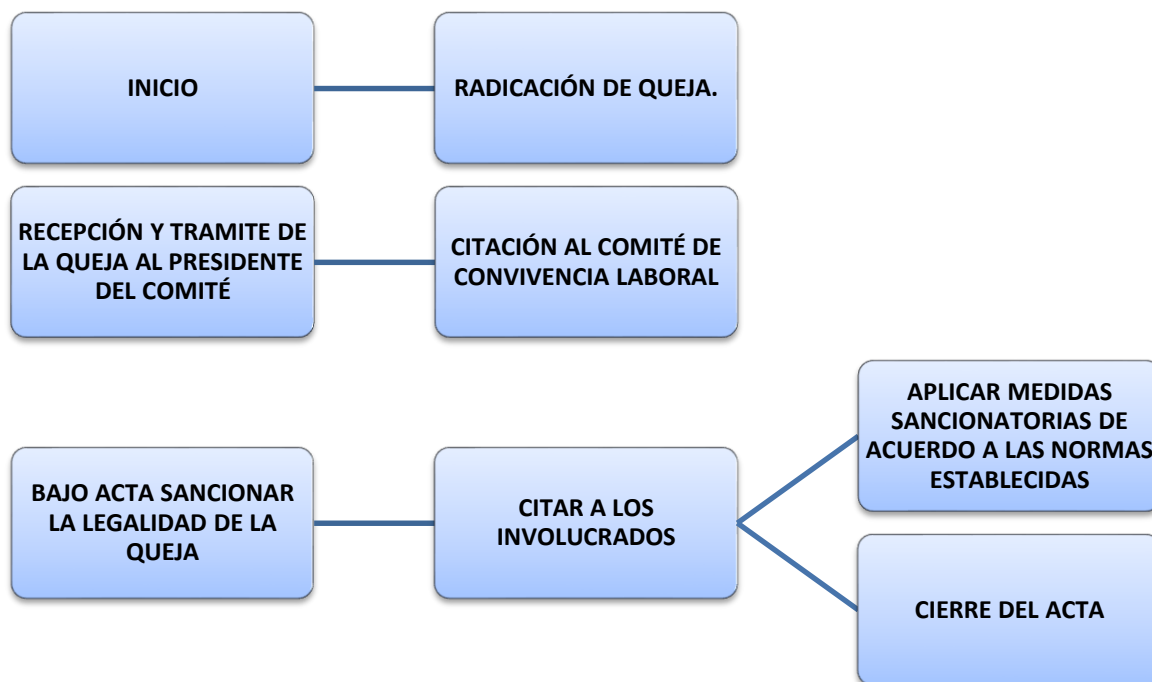 INICIO
RADICACIÓN DE QUEJA.
RECEPCIÓN Y TRAMITE DE
LA QUEJA AL PRESIDENTE
DEL COMITÉ
CITACIÓN AL COMITÉ DE
CONVIVENCIA LABORAL
BAJO ACTA SANCIONAR
LA LEGALIDAD DE LA
QUEJA
CITAR A LOS
INVOLUCRADOS
APLICAR MEDIDAS
SANCIONATORIAS DE
ACUERDO A LAS NORMAS
ESTABLECIDAS
CIERRE DEL ACTA